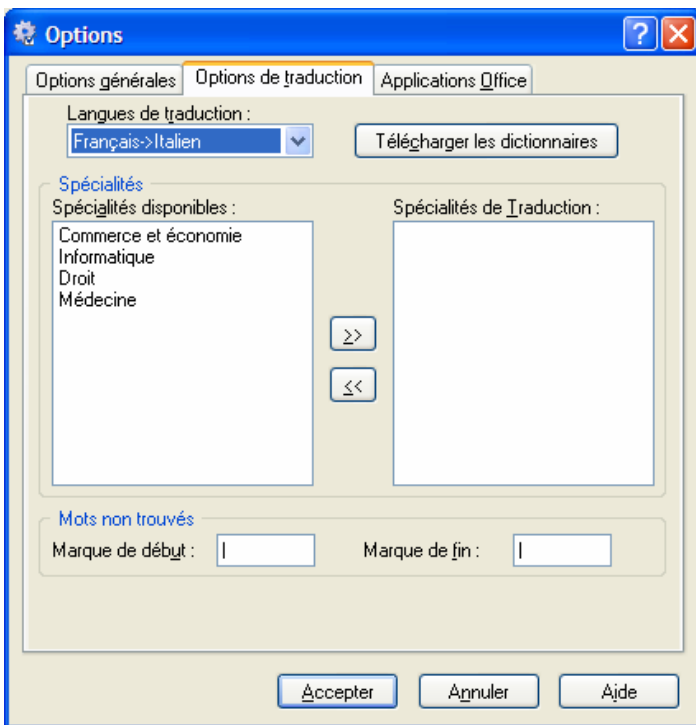 Options
Options générales
Options de traduction
Applications Office
Langues de traduction :
Français->Italien
Télécharger les dictionnaires
Spécialités
Spécialités disponibles :
Spécialités de Traduction :
Commerce et économie
Informatique
Droit
Médecine
>>
<<
Mots non trouvés
Marque de début :
|
Marque de fin :
|
Accepter
Annuler
Aide